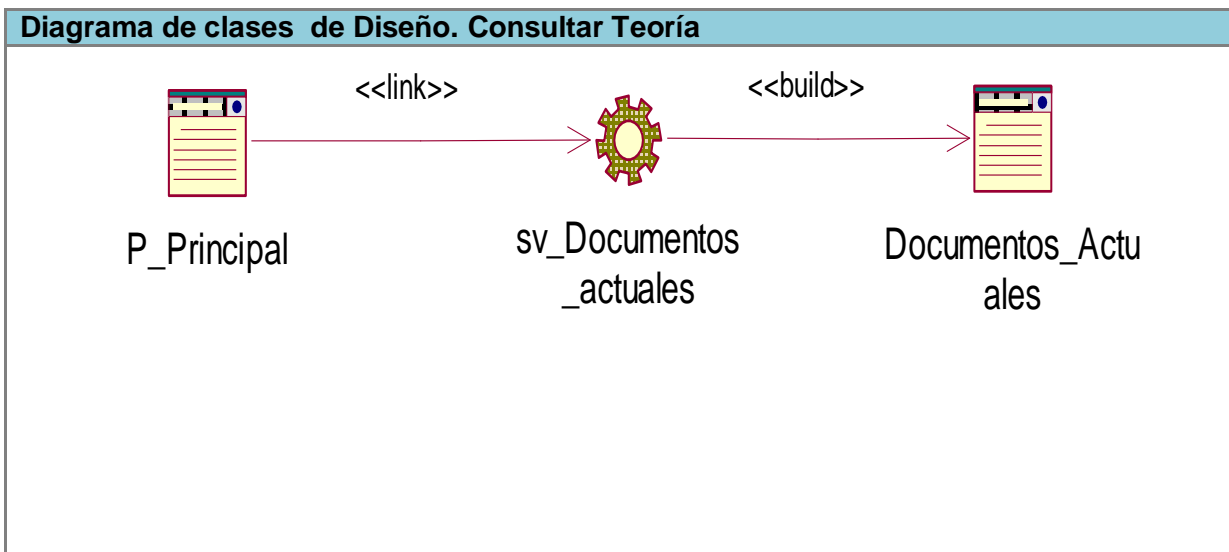 Diagrama de clases  de Diseño. Consultar Teoría
<<link>>
<<build>>
P_Principal
sv_Documentos
_actuales
Documentos_Actu
ales